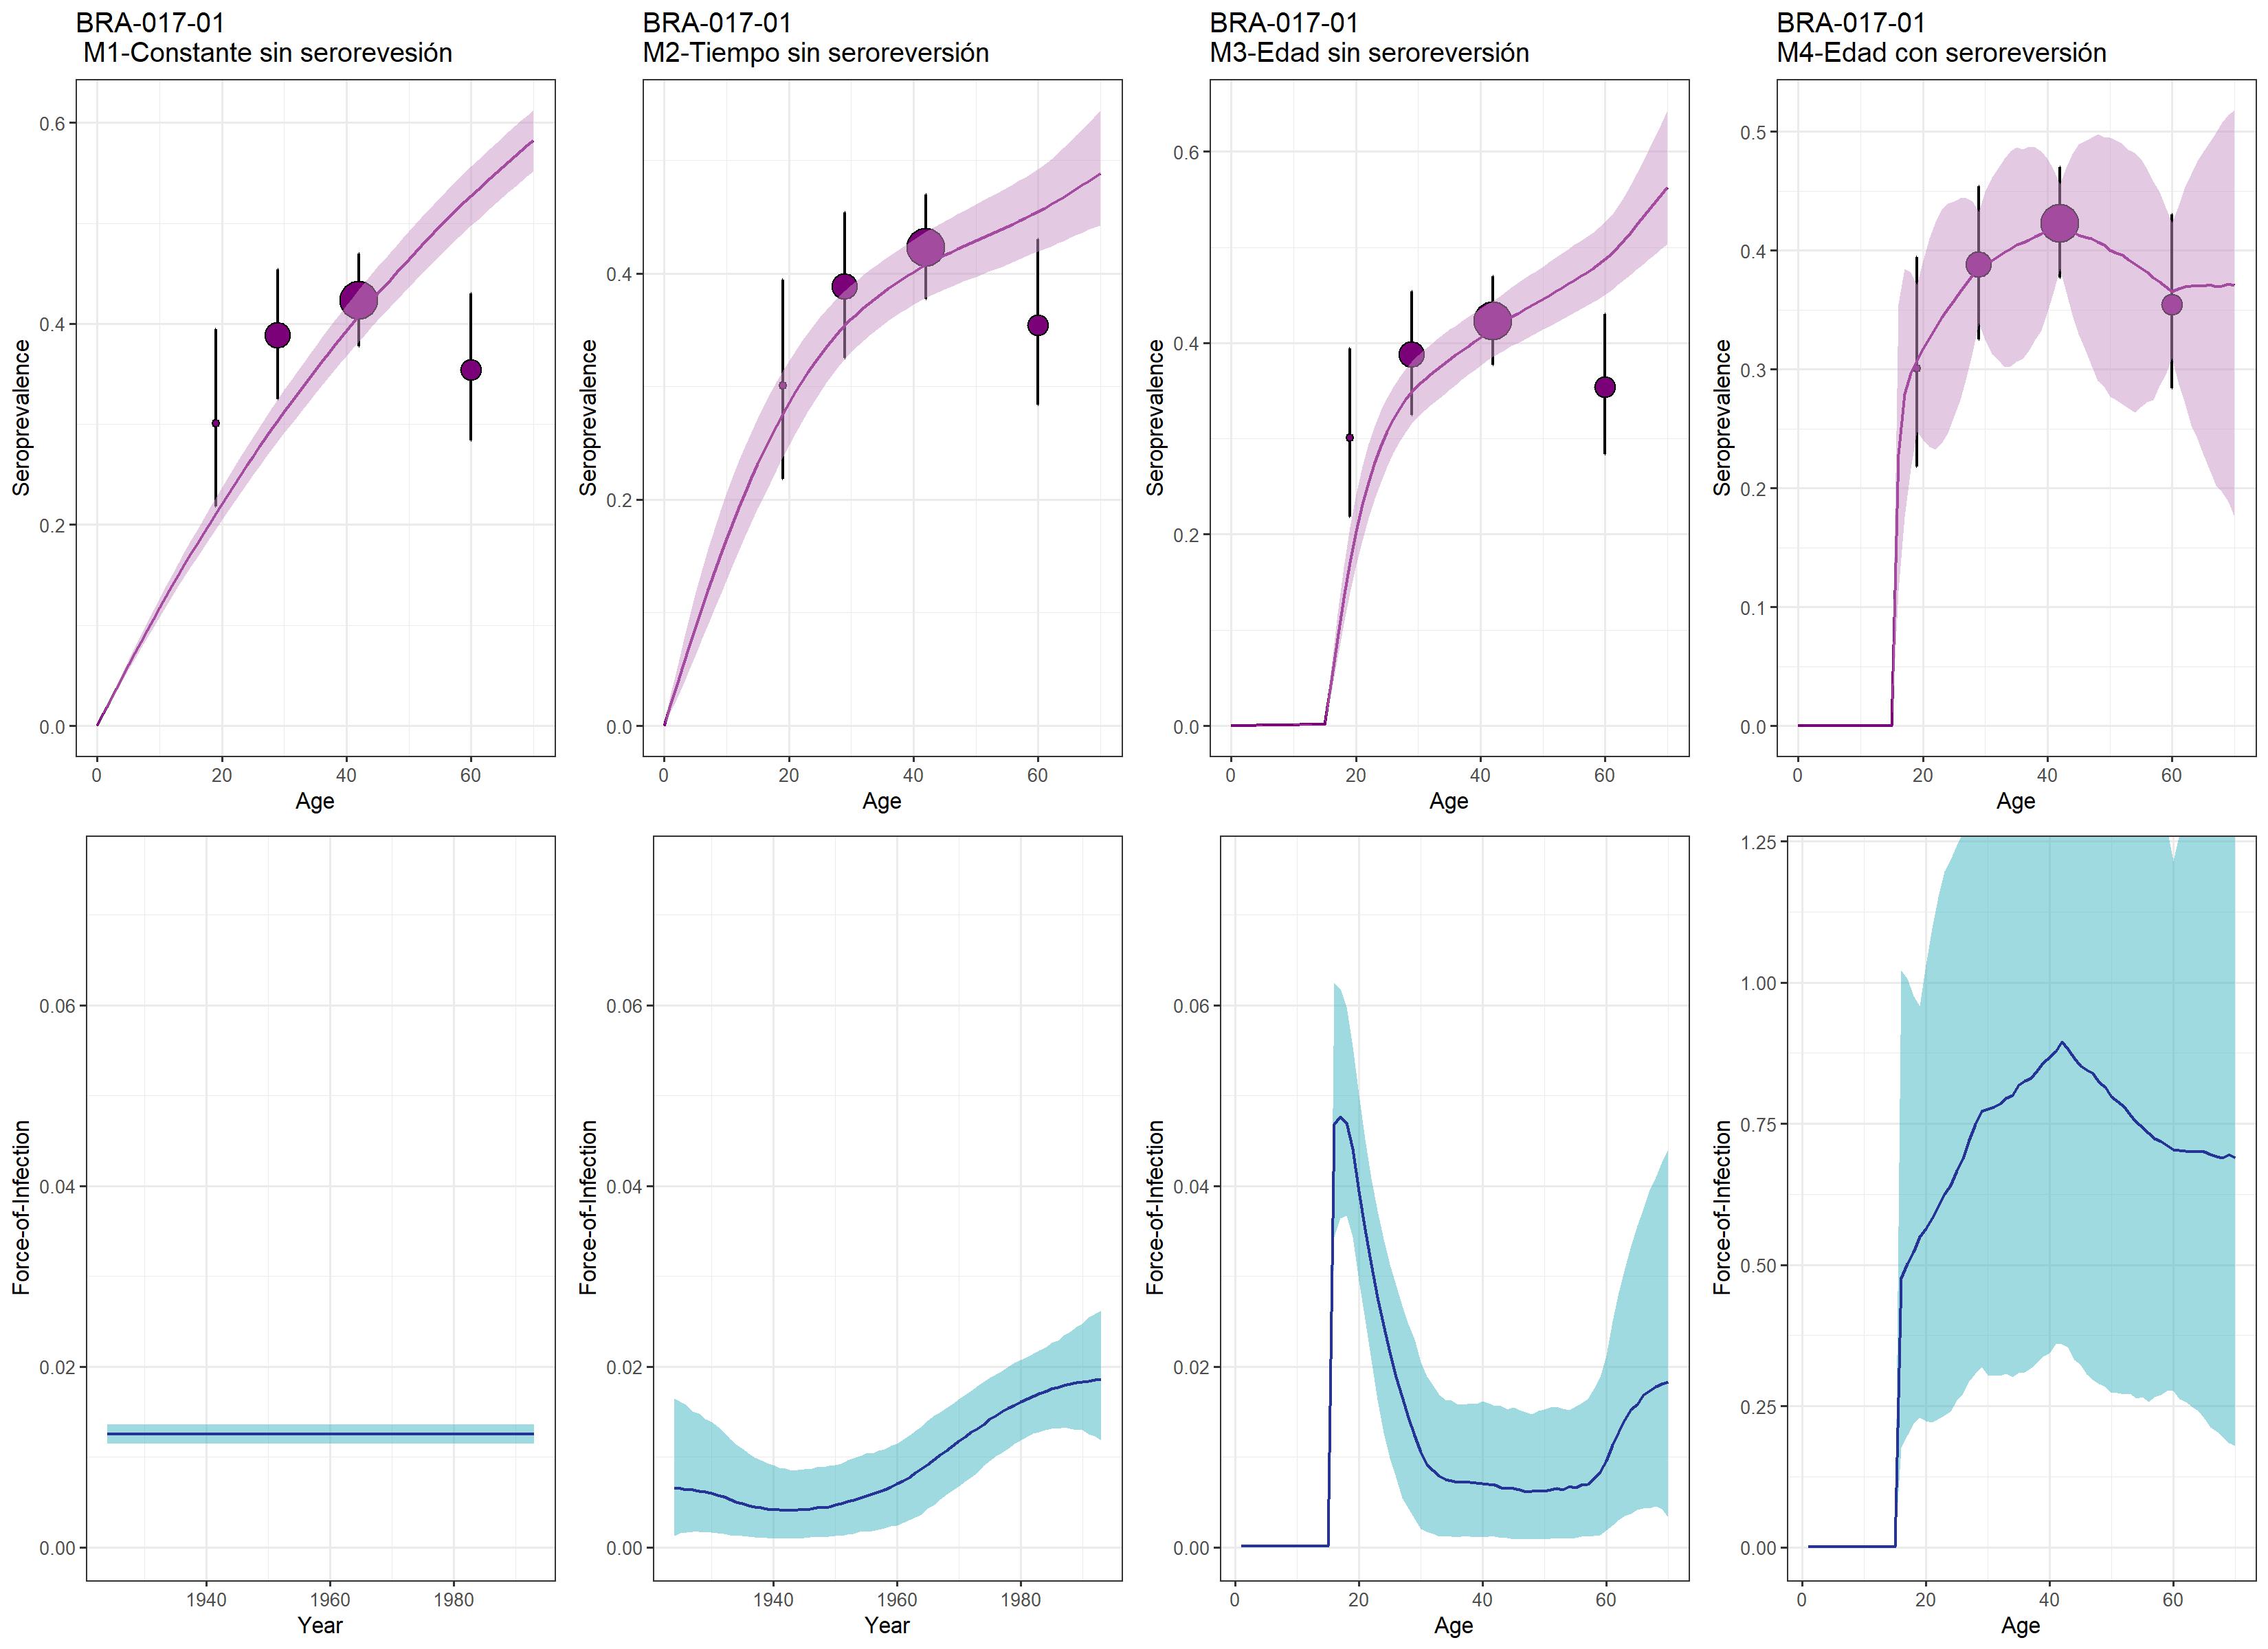 BRA-017-01
M1-Constante sin serorevesión
BRA-017-01
M2-Tiempo sin seroreversión
BRA-017-01
M3-Edad sin seroreversión
BRA-017-01
M4-Edad con seroreversión
Seroprevalence
0.6
0.4
0.2
0.0
0 20 40 60
Age
Seroprevalence
0.4
0.2
0.0
0 20 40 60
Age
Seroprevalence
0.6
0.4
0.2
0.0
0 20 40 60
Age
Seroprevalence
0.5
0.4
0.3
0.2
0.1
0.0
0 20 40 60
Age
Force-of-Infection
0.06
0.04
0.02
0.00
1940 1960 1980
Year
Force-of-Infection
0.06
0.04
0.02
0.00
1940 1960 1980
Year
Force-of-Infection
0.06
0.04
0.02
0.00
0 20 40 60
Age
Force-of-Infection
1.25
1.00
0.75
0.50
0.25
0.00
0 20 40 60
Age